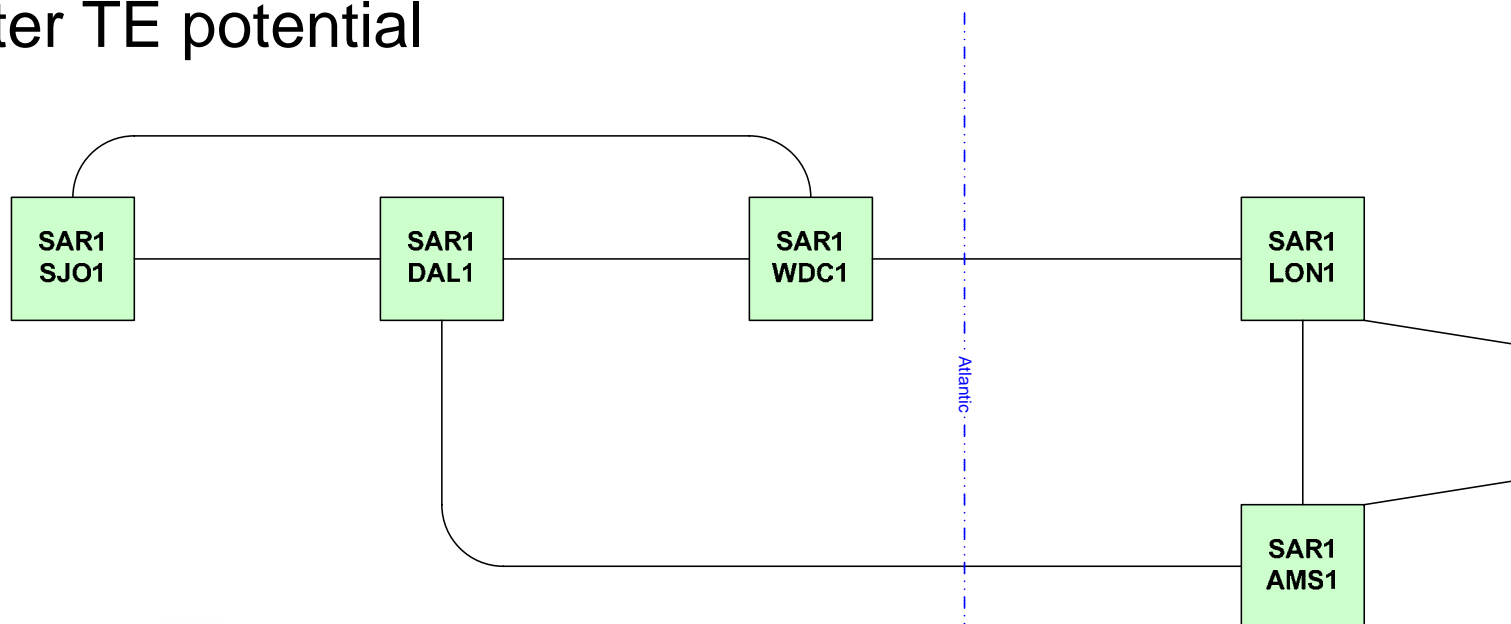 ter TE potential
SAR1
SJO1
SAR1
DAL1
SAR1
WDC1
SAR1
LON1
Atlantic
SAR1
AMS1